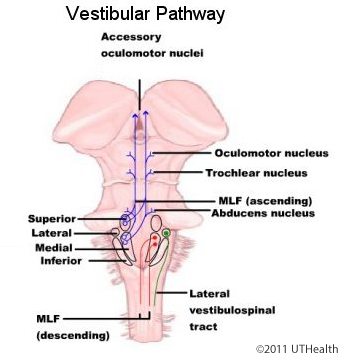 Vestibular Pathway
Accessory
oculomotor nuclei
Oculomotor nucleus
Trochlear nucleus
MLF (ascending)
Abducens nucleus
Superior
Lateral
Medial
Inferior
Lateral
vestibulospinal
tract
MLF
(descending)
©2011 UTHealth